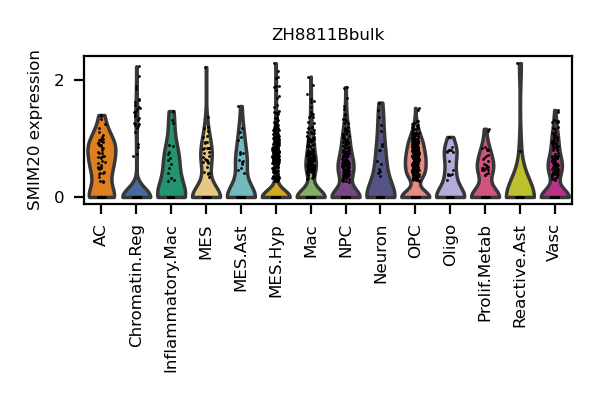 ZH8811Bbulk
SMIM20 expression
2
0
AC
Chromatin.Reg
Inflammatory.Mac
MES
MES.Ast
MES.Hyp
Mac
NPC
Neuron
OPC
Oligo
Prolif.Metab
Reactive.Ast
Vasc